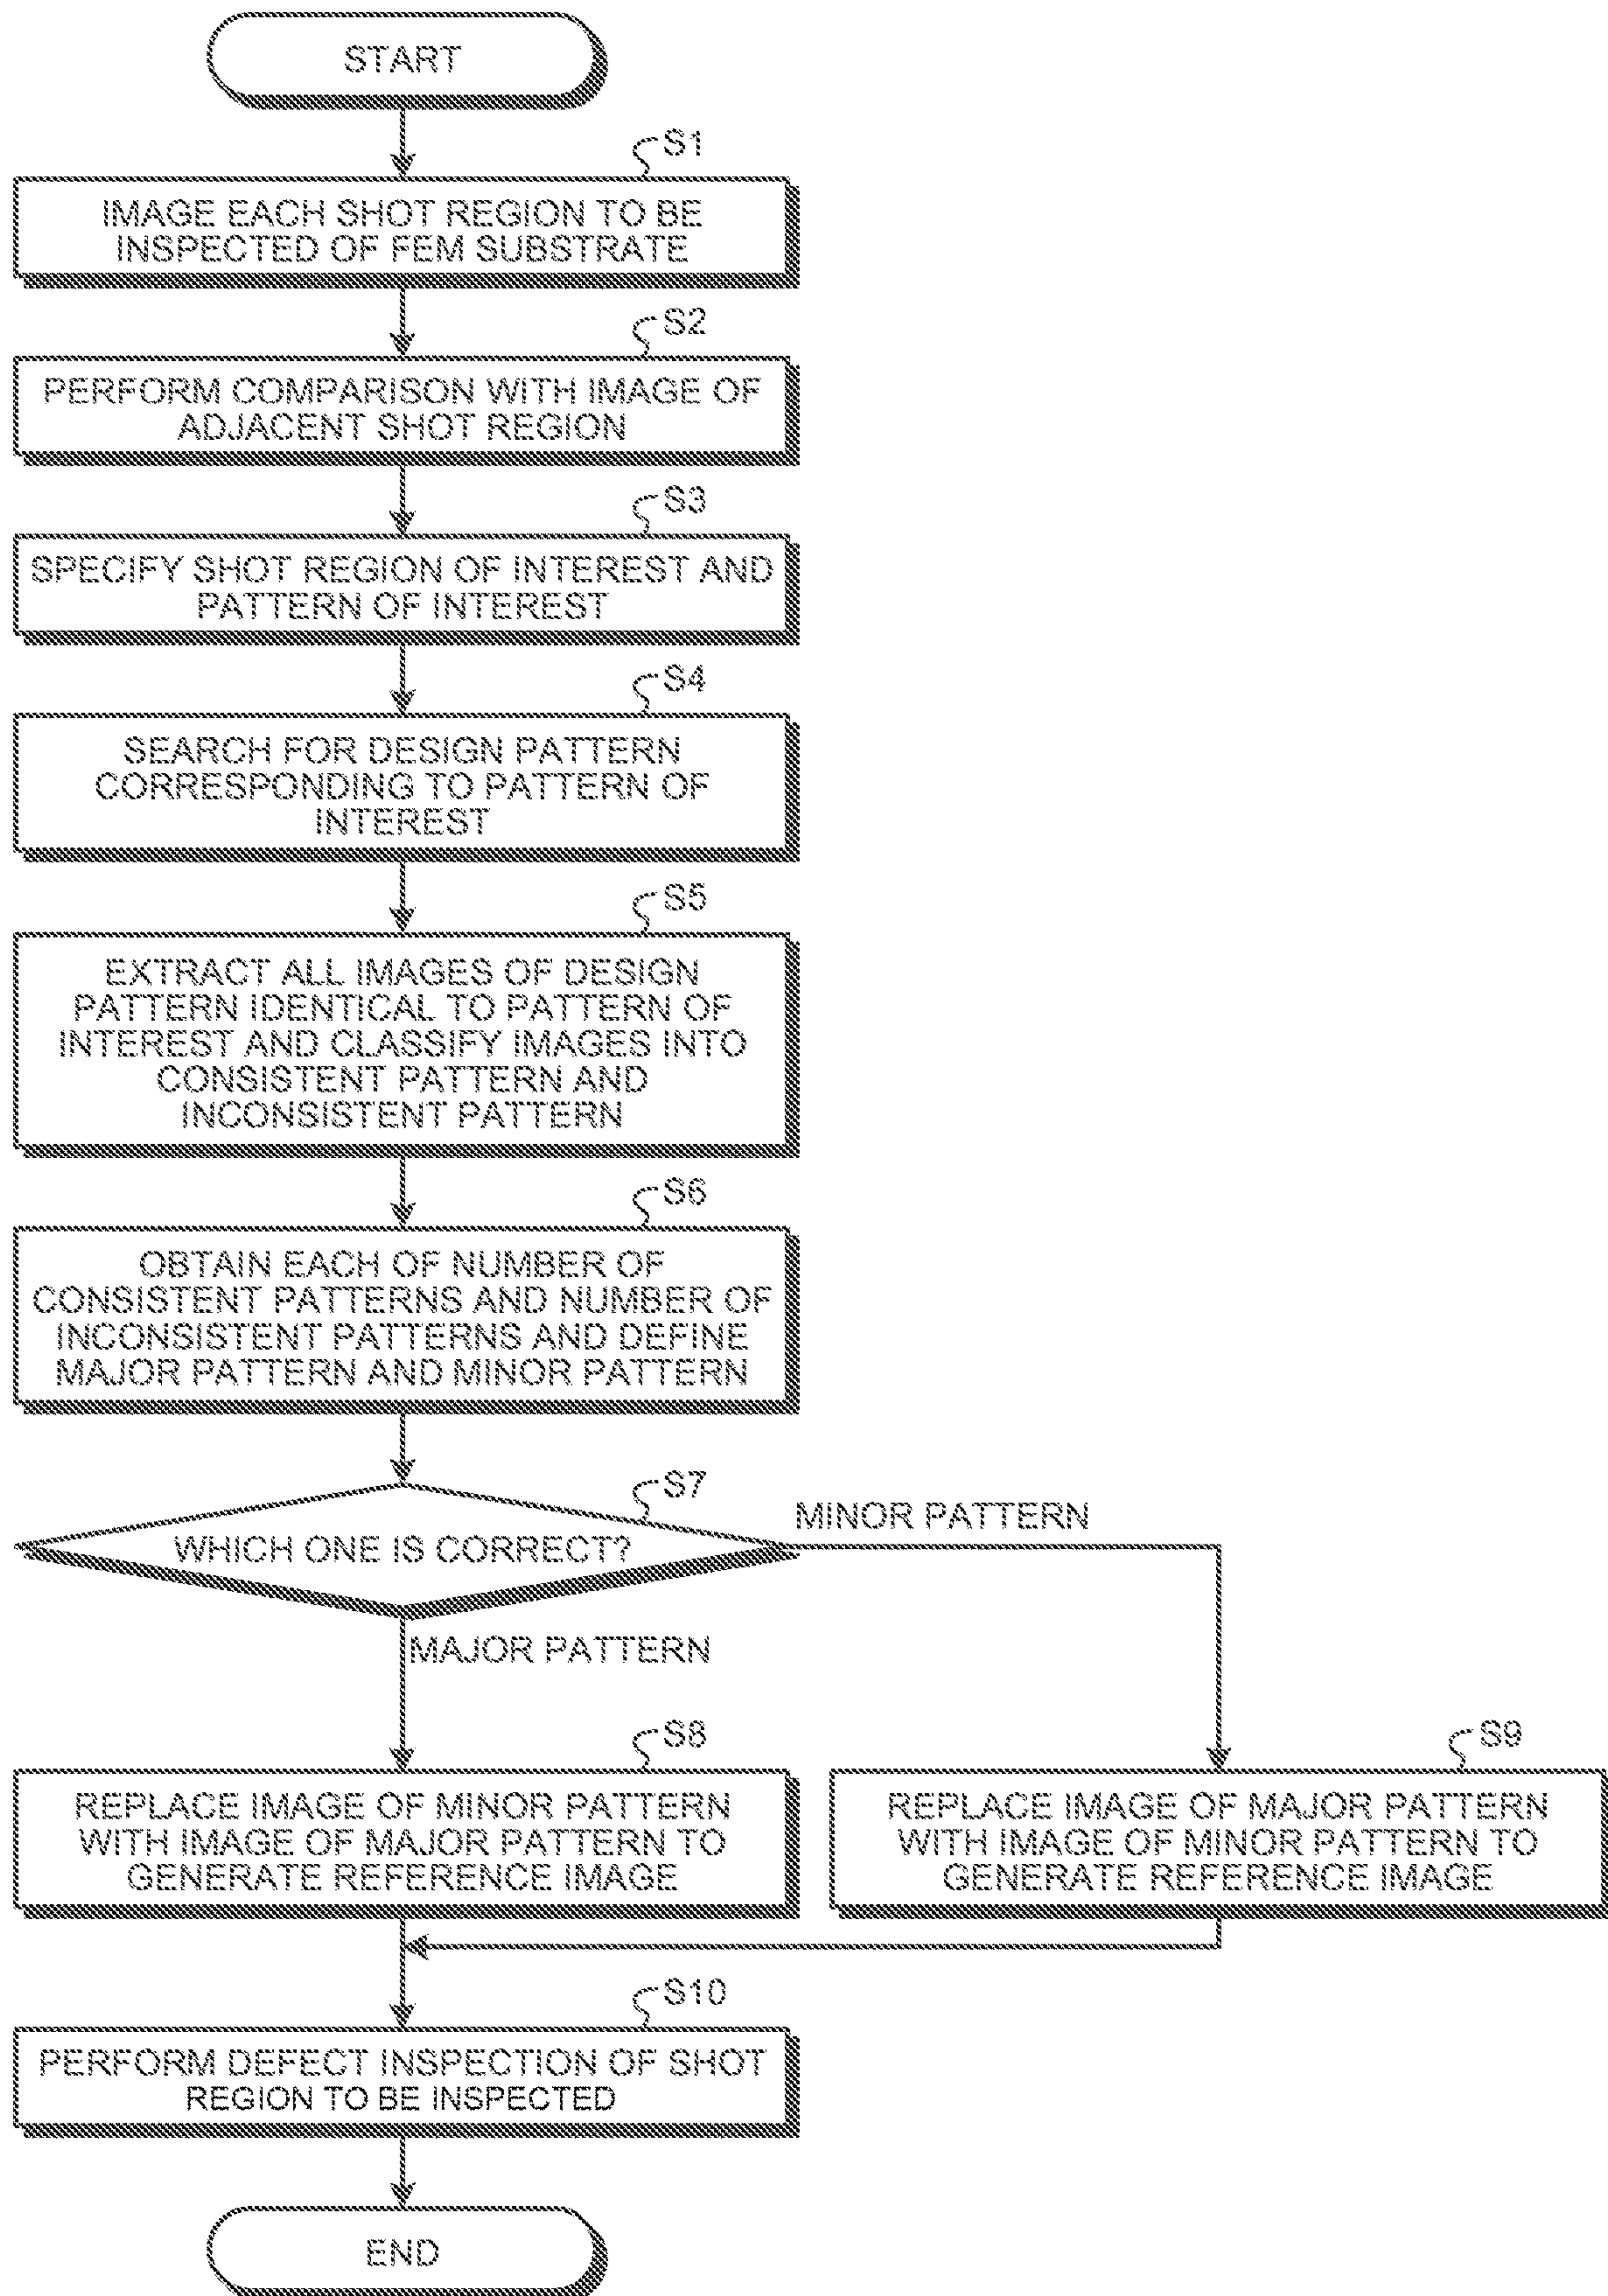 START
S1
IMAGE EACH SHOT REGION TO BE
INSPECTED OF FEM SUBSTRATE
S2
PERFORM COMPARISON WITH IMAGE OF
ADJACENT SHOT REGION
S3
SPECIFY SHOT REGION OF INTEREST AND
PATTERN OF INTEREST
S4
SEARCH FOR DESIGN PATTERN
CORRESPONDING TO PATTERN OF
INTEREST
S5
EXTRACT ALL IMAGES OF DESIGN
PATTERN IDENTICAL TO PATTERN OF
INTEREST AND CLASSIFY IMAGES INTO
CONSISTENT PATTERN AND
INCONSISTENT PATTERN
S6
OBTAIN EACH OF NUMBER OF
CONSISTENT PATTERNS AND NUMBER OF
INCONSISTENT PATTERNS AND DEFINE
MAJOR PATTERN AND MINOR PATTERN
S7
WHICH ONE IS CORRECT?
MINOR PATTERN
MAJOR PATTERN
S8
REPLACE IMAGE OF MINOR PATTERN
WITH IMAGE OF MAJOR PATTERN TO
GENERATE REFERENCE IMAGE
S9
REPLACE IMAGE OF MAJOR PATTERN
WITH IMAGE OF MINOR PATTERN TO
GENERATE REFERENCE IMAGE
S10
PERFORM DEFECT INSPECTION OF SHOT
REGION TO BE INSPECTED
END